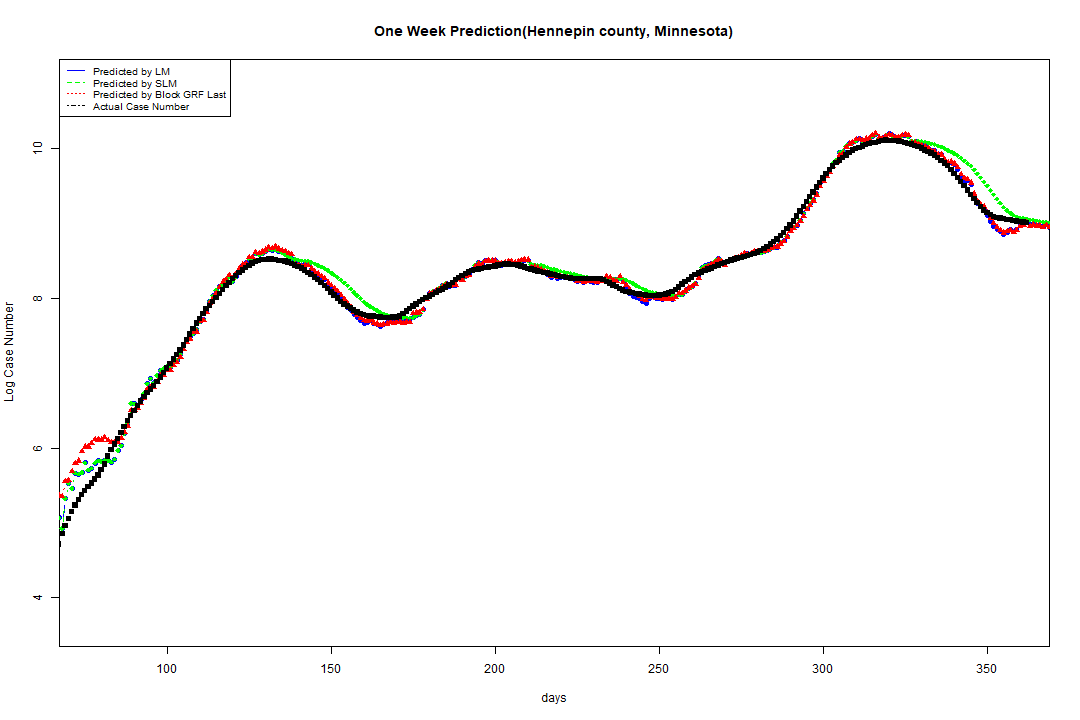 One Week Prediction(Hennepin county, Minnesota)
Predicted by LM
Predicted by SLM
Predicted by Block GRF Last
Actual Case Number
10
8
6
4
Log Case Number
100 150 200 250 300 350
days